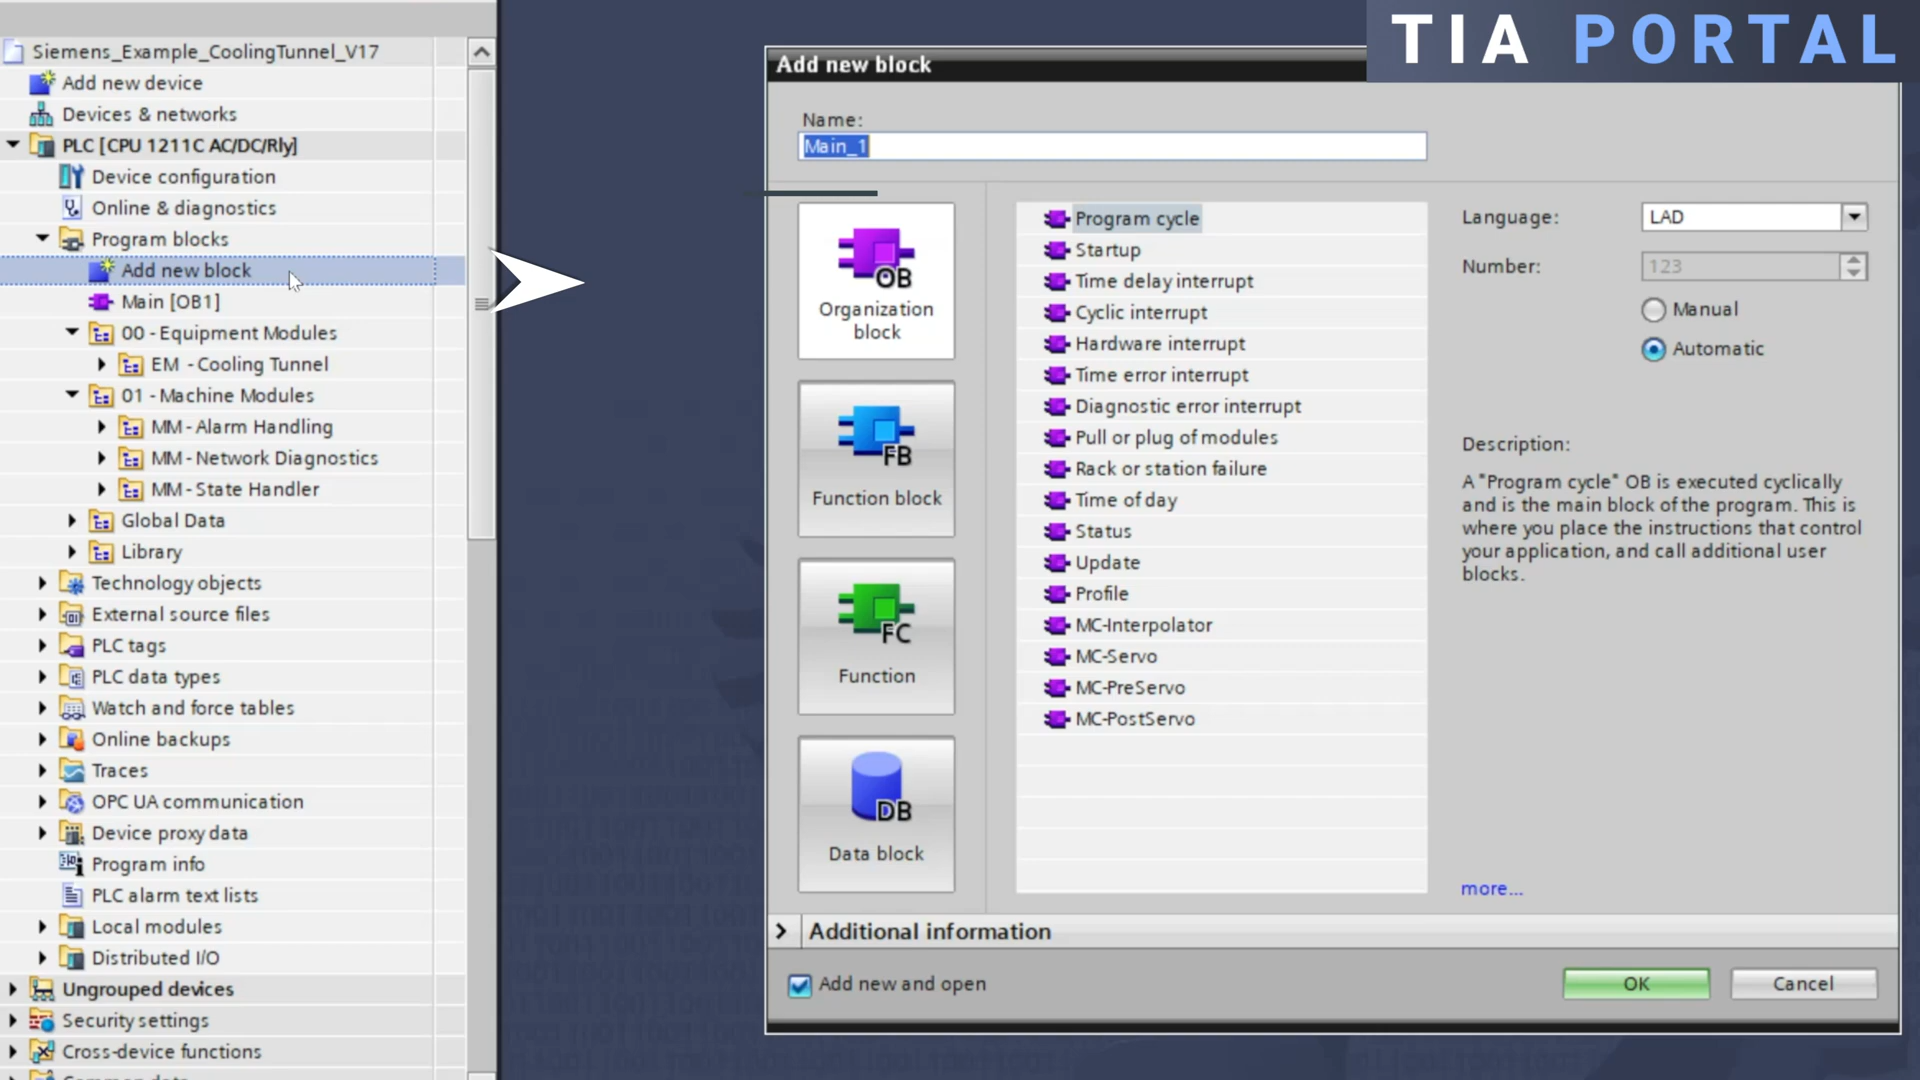 TIA PORTAL
Siemens_Example_CoolingTunnel_V17
Add new device
Devices & networks
PLC [CPU 1211C AC/DC/Rly]
Device configuration
Online & diagnostics
Program blocks
Add new block
Main [OB1]
00 - Equipment Modules
EM - Cooling Tunnel
01 - Machine Modules
MM - Alarm Handling
MM - Network Diagnostics
MM - State Handler
Global Data
Library
Technology objects
External source files
PLC tags
PLC data types
Watch and force tables
Online backups
Traces
OPC UA communication
Device proxy data
Program info
PLC alarm text lists
Local modules
Distributed I/O
Ungrouped devices
Security settings
Cross-device functions
Add new block
Name:
Main_1
OB
Organization
block
FB
Function block
FC
Function
DB
Data block
Program cycle
Startup
Time delay interrupt
Cyclic interrupt
Hardware interrupt
Time error interrupt
Diagnostic error interrupt
Pull or plug of modules
Rack or station failure
Time of day
Status
Update
Profile
MC-Interpolator
MC-Servo
MC-PreServo
MC-PostServo
Language: LAD
Number: 123
Manual
Automatic
Description:
A "Program cycle" OB is executed cyclically
and is the main block of the program. This is
where you place the instructions that control
your application, and call additional user
blocks.
more...
Additional information
Add new and open
OK
Cancel